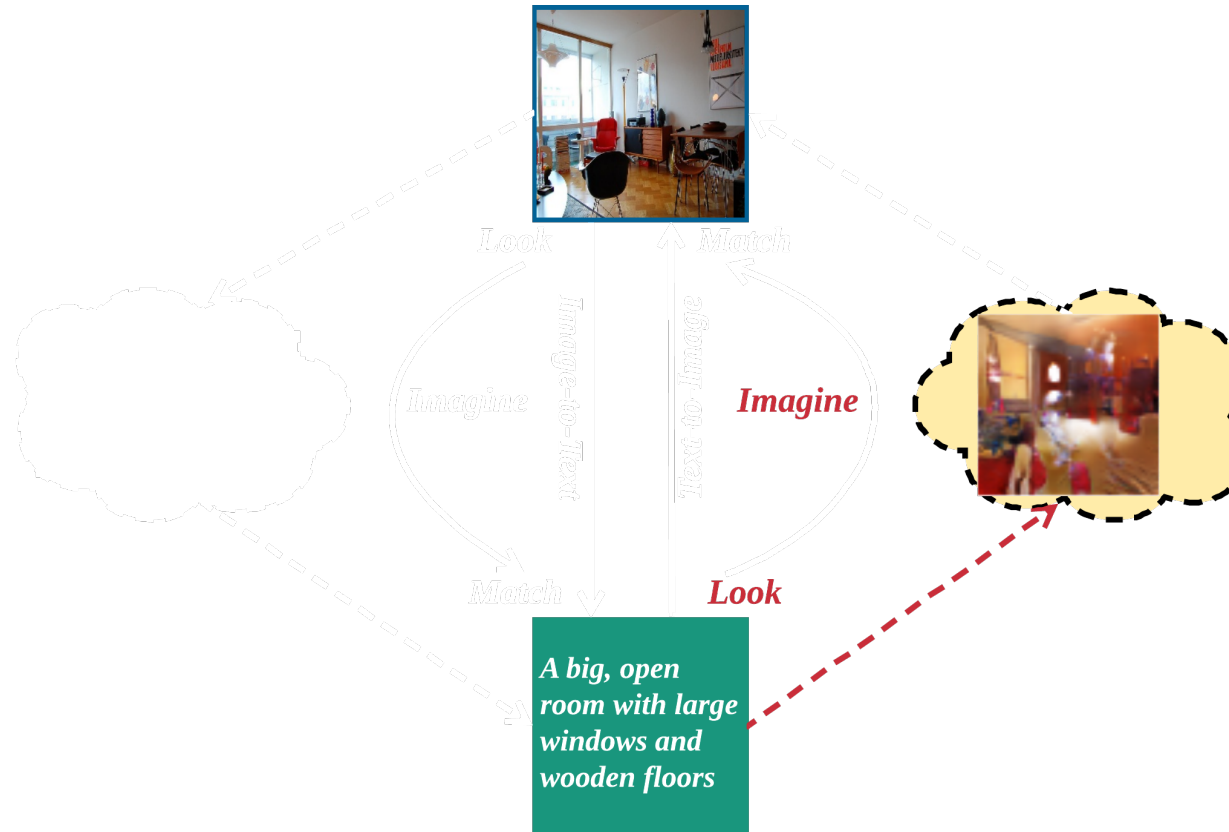 Look
Match
Image-to-Text
Text to Image
Imagine
Imagine
Match
Look
A big, open
room with large
windows and
wooden floors